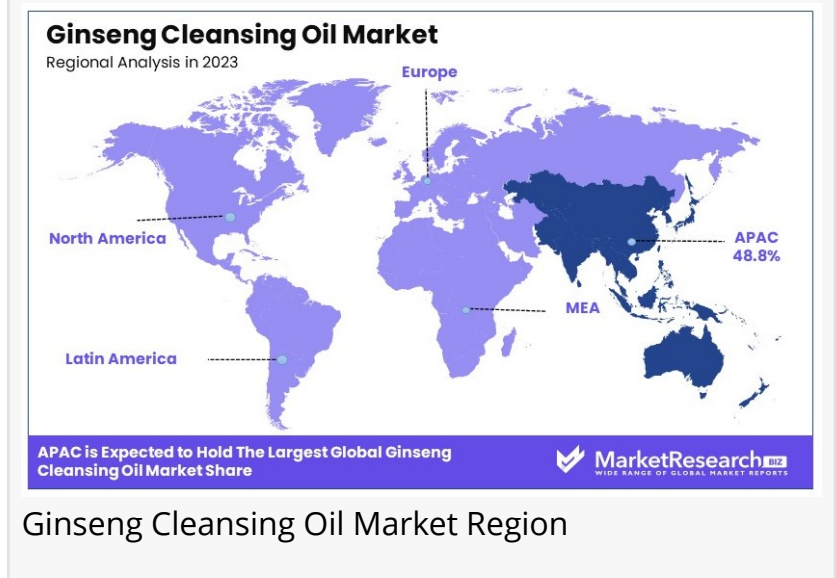 Ginseng Cleansing Oil Market
Regional Analysis in 2023
Europe
North America
APAC
48.8%
MEA
Latin America
APAC is Expected to Hold The Largest Global Ginseng
Cleansing Oil Market Share
MarketResearch BIZ
WIDE RANGE OF GLOBAL MARKET REPORTS
Ginseng Cleansing Oil Market Region